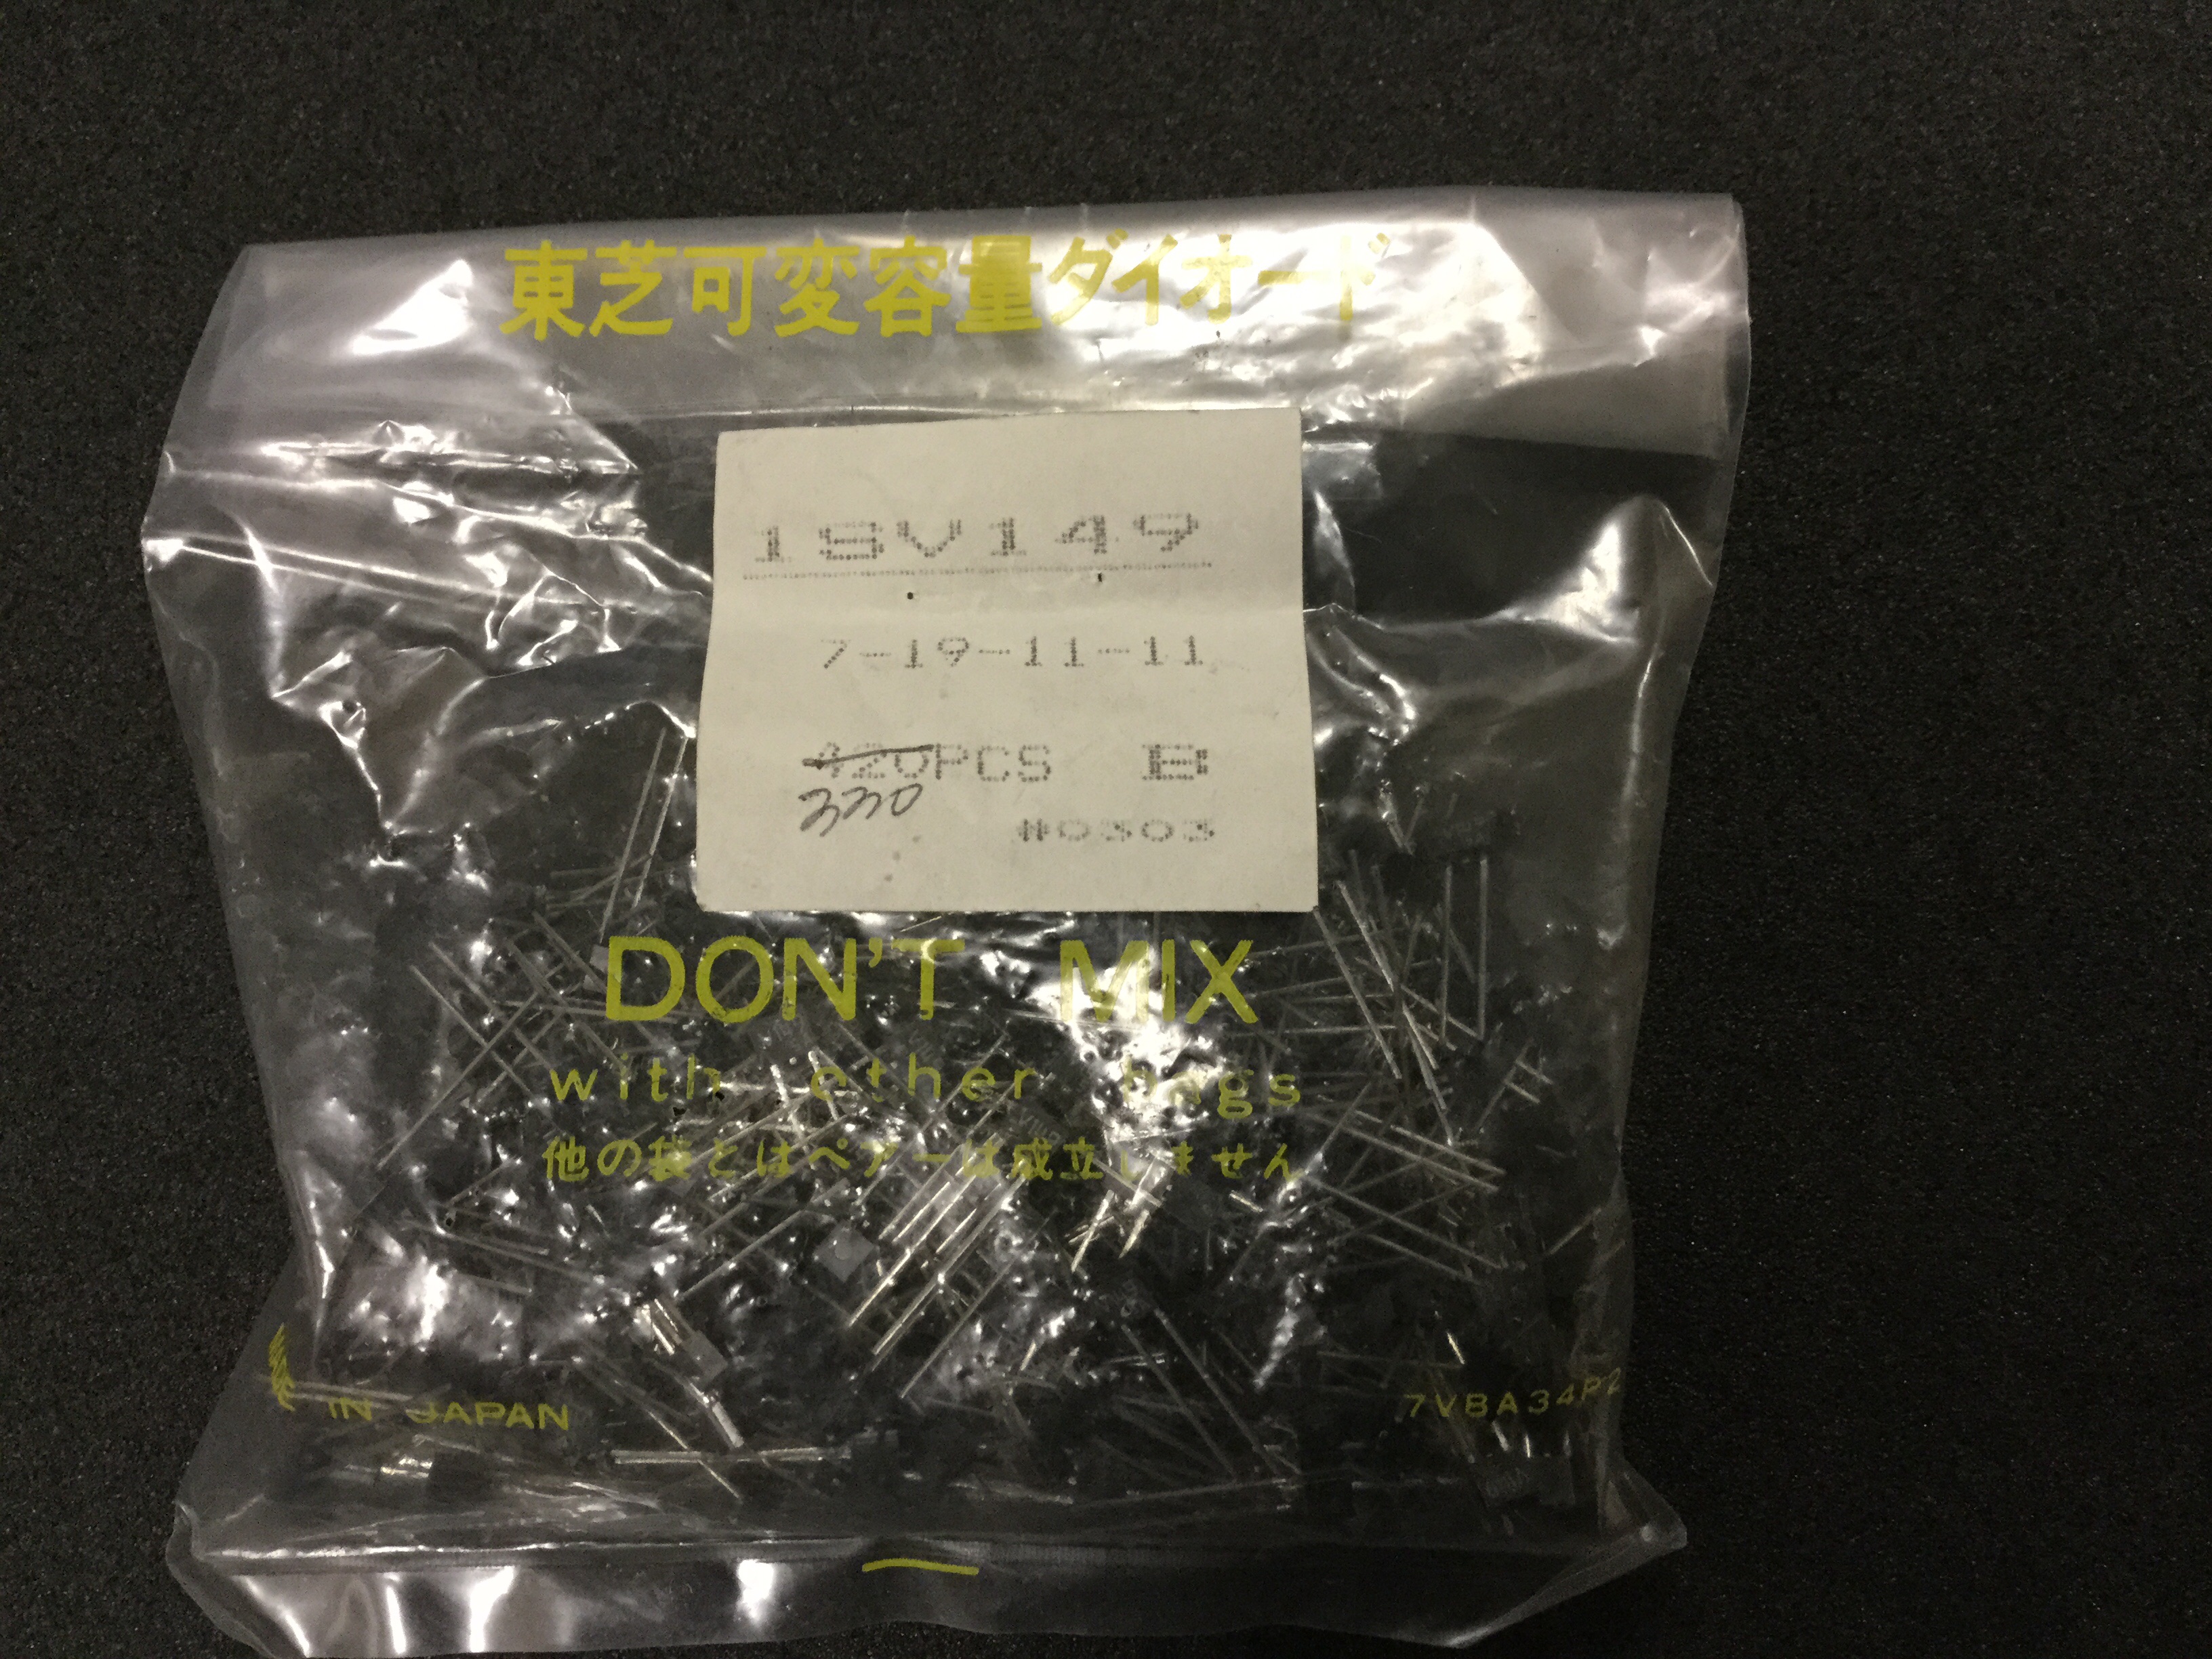 東芝可変容量ダイオード
1SV149
7-19-11-11
420PCS B
330
#0303
DON'T MIX
with other bags
他の袋とはペアーは成立しません
IN JAPAN
7VBA34P2